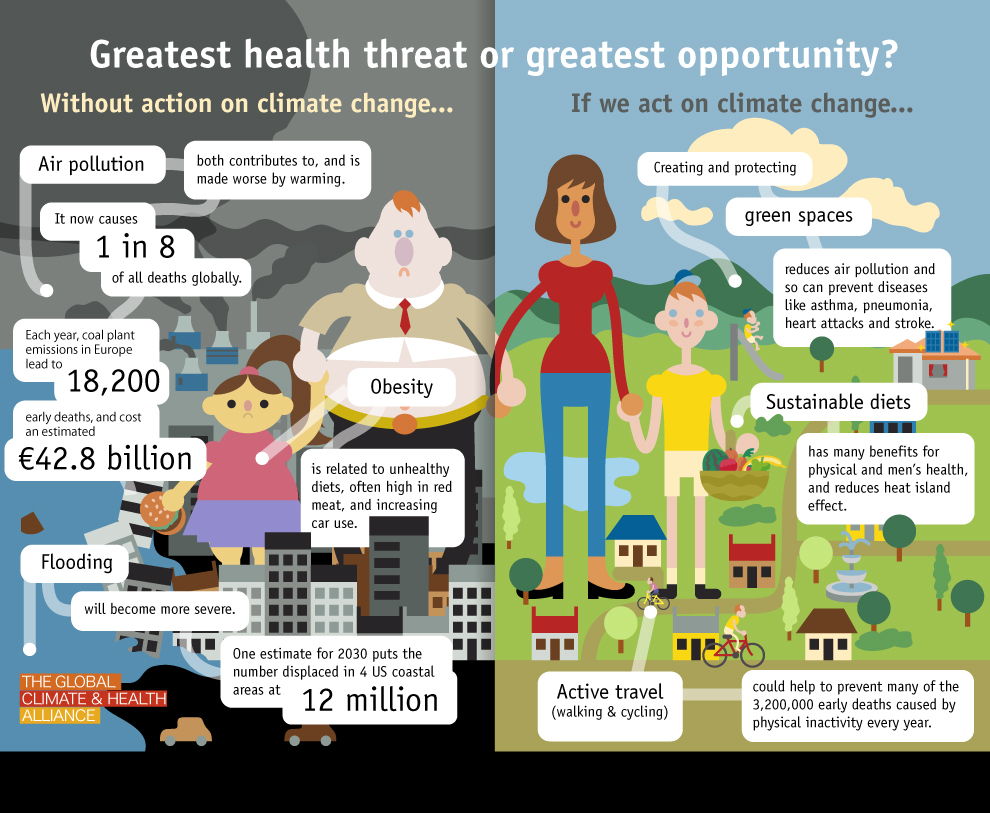 Greatest health threat or greatest opportunity?
Without action on climate change...
Air pollution
both contributes to, and is
made worse by warming.
It now causes
1 in 8
of all deaths globally.
Each year, coal plant
emissions in Europe
lead to
18,200
early deaths, and cost
an estimated
€42.8 billion
Obesity
is related to unhealthy
diets, often high in red
meat, and increasing
car use.
Flooding
will become more severe.
One estimate for 2030 puts the
number displaced in 4 US coastal
areas at
12 million
THE GLOBAL
CLIMATE & HEALTH
ALLIANCE
If we act on climate change...
Creating and protecting
green spaces
reduces air pollution and
so can prevent diseases
like asthma, pneumonia,
heart attacks and stroke.
Sustainable diets
has many benefits for
physical and men's health,
and reduces heat island
effect.
Active travel
(walking & cycling)
could help to prevent many of the
3,200,000 early deaths caused by
physical inactivity every year.